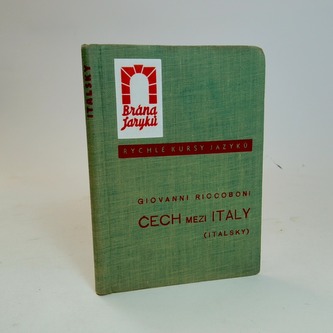 ITALSKY
Brána
Jazyků
RYCHLÉ KURSY JAZYKŮ
GIOVANNI RICCOBONI
ČECH MEZI ITALY
(ITALSKY)